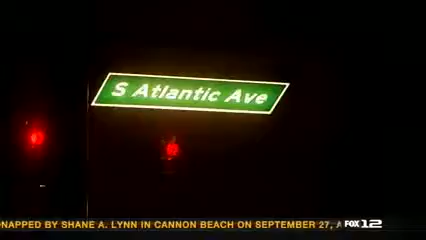 S Atlantic Ave
NAPPED BY SHANE A. LYNN IN CANNON BEACH ON SEPTEMBER 27, A
FOX 12